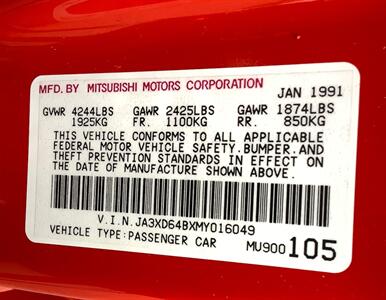 MFD. BY MITSUBISHI MOTORS CORPORATION JAN 1991
GVWR 4244LBS GAWR 2425LBS GAWR 1874LBS
1925KG FR. 1100KG RR. 850KG
THIS VEHICLE CONFORMS TO ALL APPLICABLE
FEDERAL MOTOR VEHICLE SAFETY.BUMPER.AND
THEFT PREVENTION STANDARDS IN EFFECT ON
THE DATE OF MANUFACTURE SHOWN ABOVE.
V.I.N.JA3XD64BXMY016049
VEHICLE TYPE:PASSENGER CAR MU900105